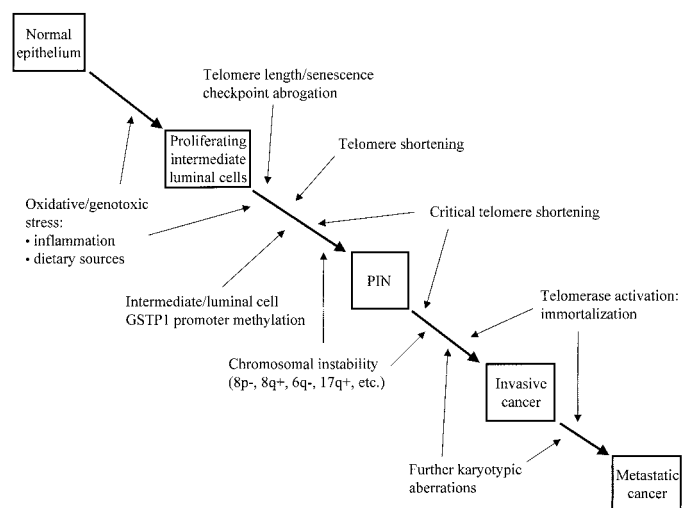 Normal
epithelium
Telomere length/senescence
checkpoint abrogation
Proliferating
intermediate
luminal cells
Telomere shortening
Oxidative/genotoxic
stress:
• inflammation
• dietary sources
Critical telomere shortening
PIN
Intermediate/luminal cell
GSTP1 promoter methylation
Telomerase activation:
immortalization
Chromosomal instability
(8p-, 8q+, 6q-, 17q+, etc.)
Invasive
cancer
Further karyotypic
aberrations
Metastatic
cancer